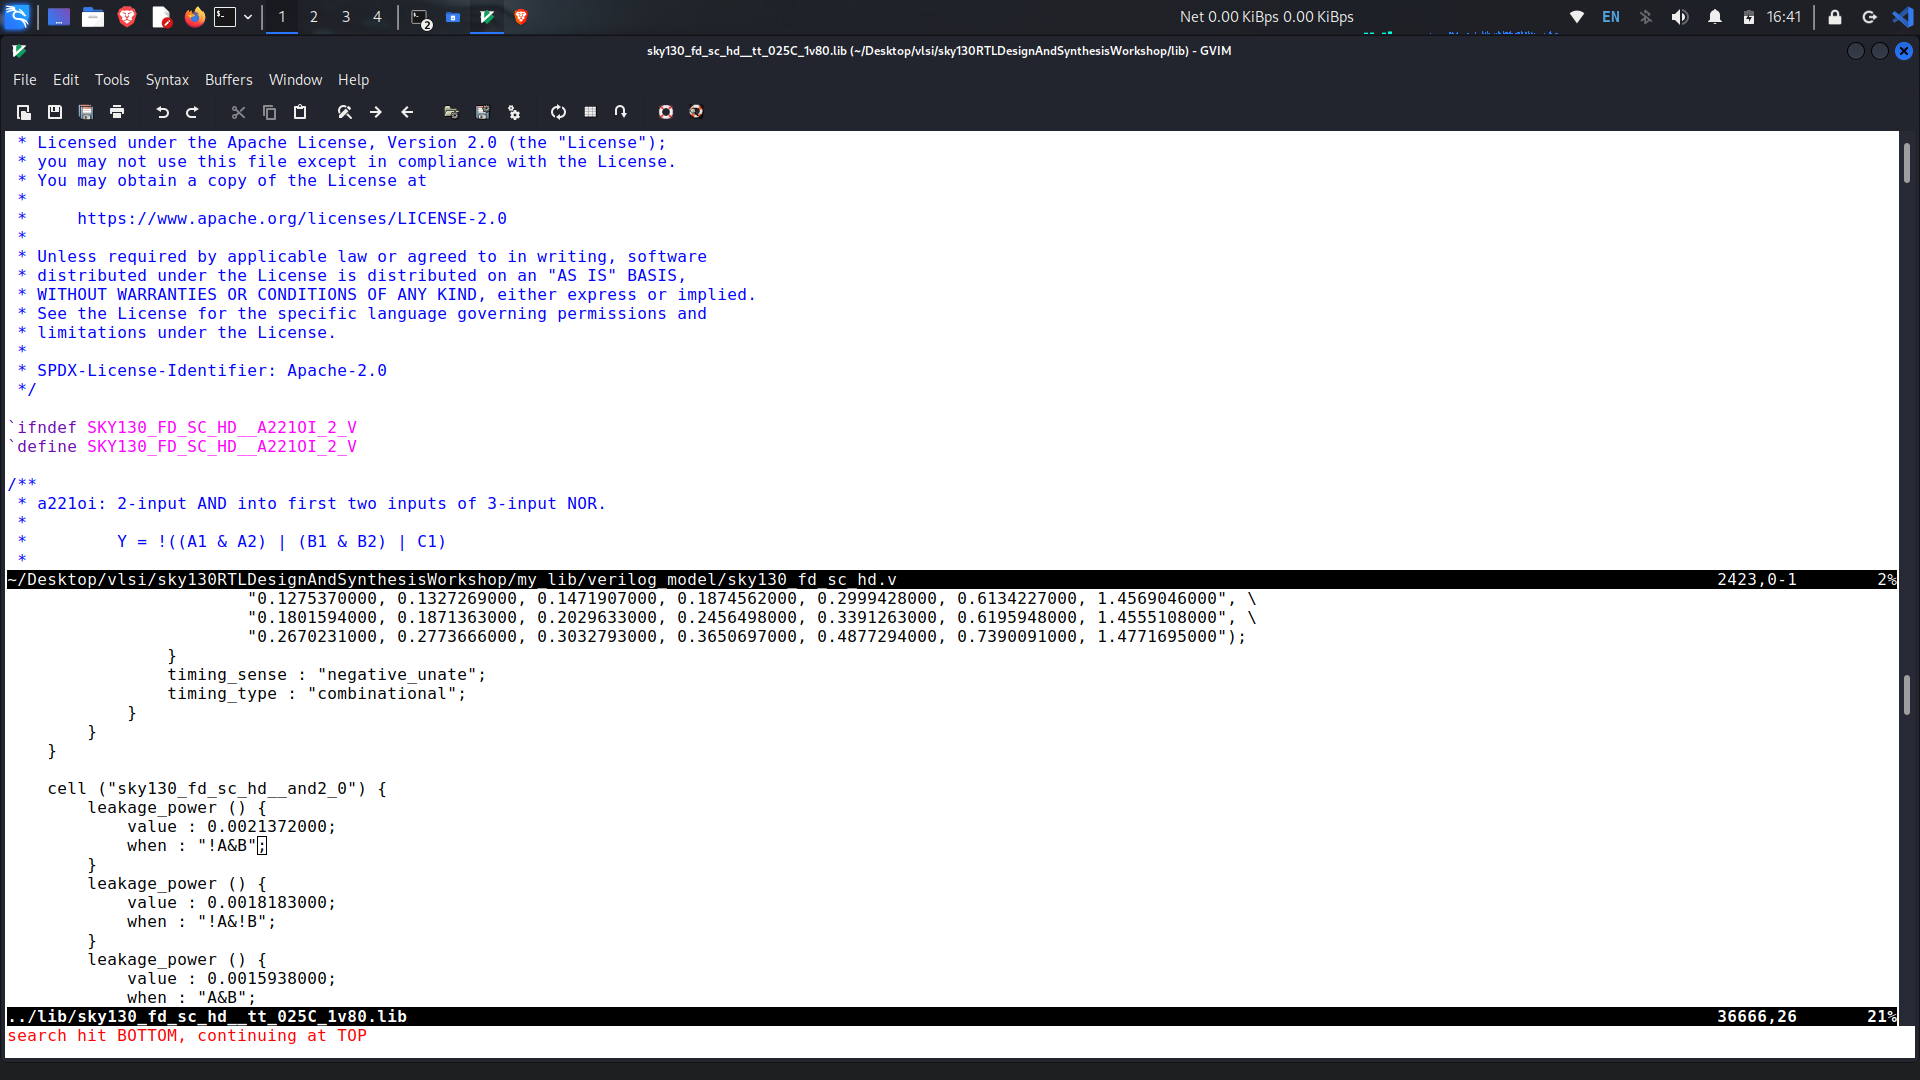 1 2 3 4 2 Net 0.00 KiBps 0.00 KiBps EN 16:41
sky130_fd_sc_hd__tt_025C_1v80.lib (~/Desktop/vlsi/sky130RTLDesignAndSynthesisWorkshop/lib) - GVIM
File Edit Tools Syntax Buffers Window Help
* Licensed under the Apache License, Version 2.0 (the "License");
* you may not use this file except in compliance with the License.
* You may obtain a copy of the License at
*
*     https://www.apache.org/licenses/LICENSE-2.0
*
* Unless required by applicable law or agreed to in writing, software
* distributed under the License is distributed on an "AS IS" BASIS,
* WITHOUT WARRANTIES OR CONDITIONS OF ANY KIND, either express or implied.
* See the License for the specific language governing permissions and
* limitations under the License.
*
* SPDX-License-Identifier: Apache-2.0
*/
`ifndef SKY130_FD_SC_HD__A221OI_2_V
`define SKY130_FD_SC_HD__A221OI_2_V
/**
* a221oi: 2-input AND into first two inputs of 3-input NOR.
*
*         Y = !((A1 & A2) | (B1 & B2) | C1)
*
~/Desktop/vlsi/sky130RTLDesignAndSynthesisWorkshop/my_lib/verilog_model/sky130_fd_sc_hd.v 2423,0-1 2%
"0.1275370000, 0.1327269000, 0.1471907000, 0.1874562000, 0.2999428000, 0.6134227000, 1.4569046000", \
"0.1801594000, 0.1871363000, 0.2029633000, 0.2456498000, 0.3391263000, 0.6195948000, 1.4555108000", \
"0.2670231000, 0.2773666000, 0.3032793000, 0.3650697000, 0.4877294000, 0.7390091000, 1.4771695000");
}
timing_sense : "negative_unate";
timing_type : "combinational";
}
}
}
cell ("sky130_fd_sc_hd__and2_0") {
leakage_power () {
value : 0.0021372000;
when : "!A&B";
}
leakage_power () {
value : 0.0018183000;
when : "!A&!B";
}
leakage_power () {
value : 0.0015938000;
when : "A&B";
../lib/sky130_fd_sc_hd__tt_025C_1v80.lib 36666,26 21%
search hit BOTTOM, continuing at TOP